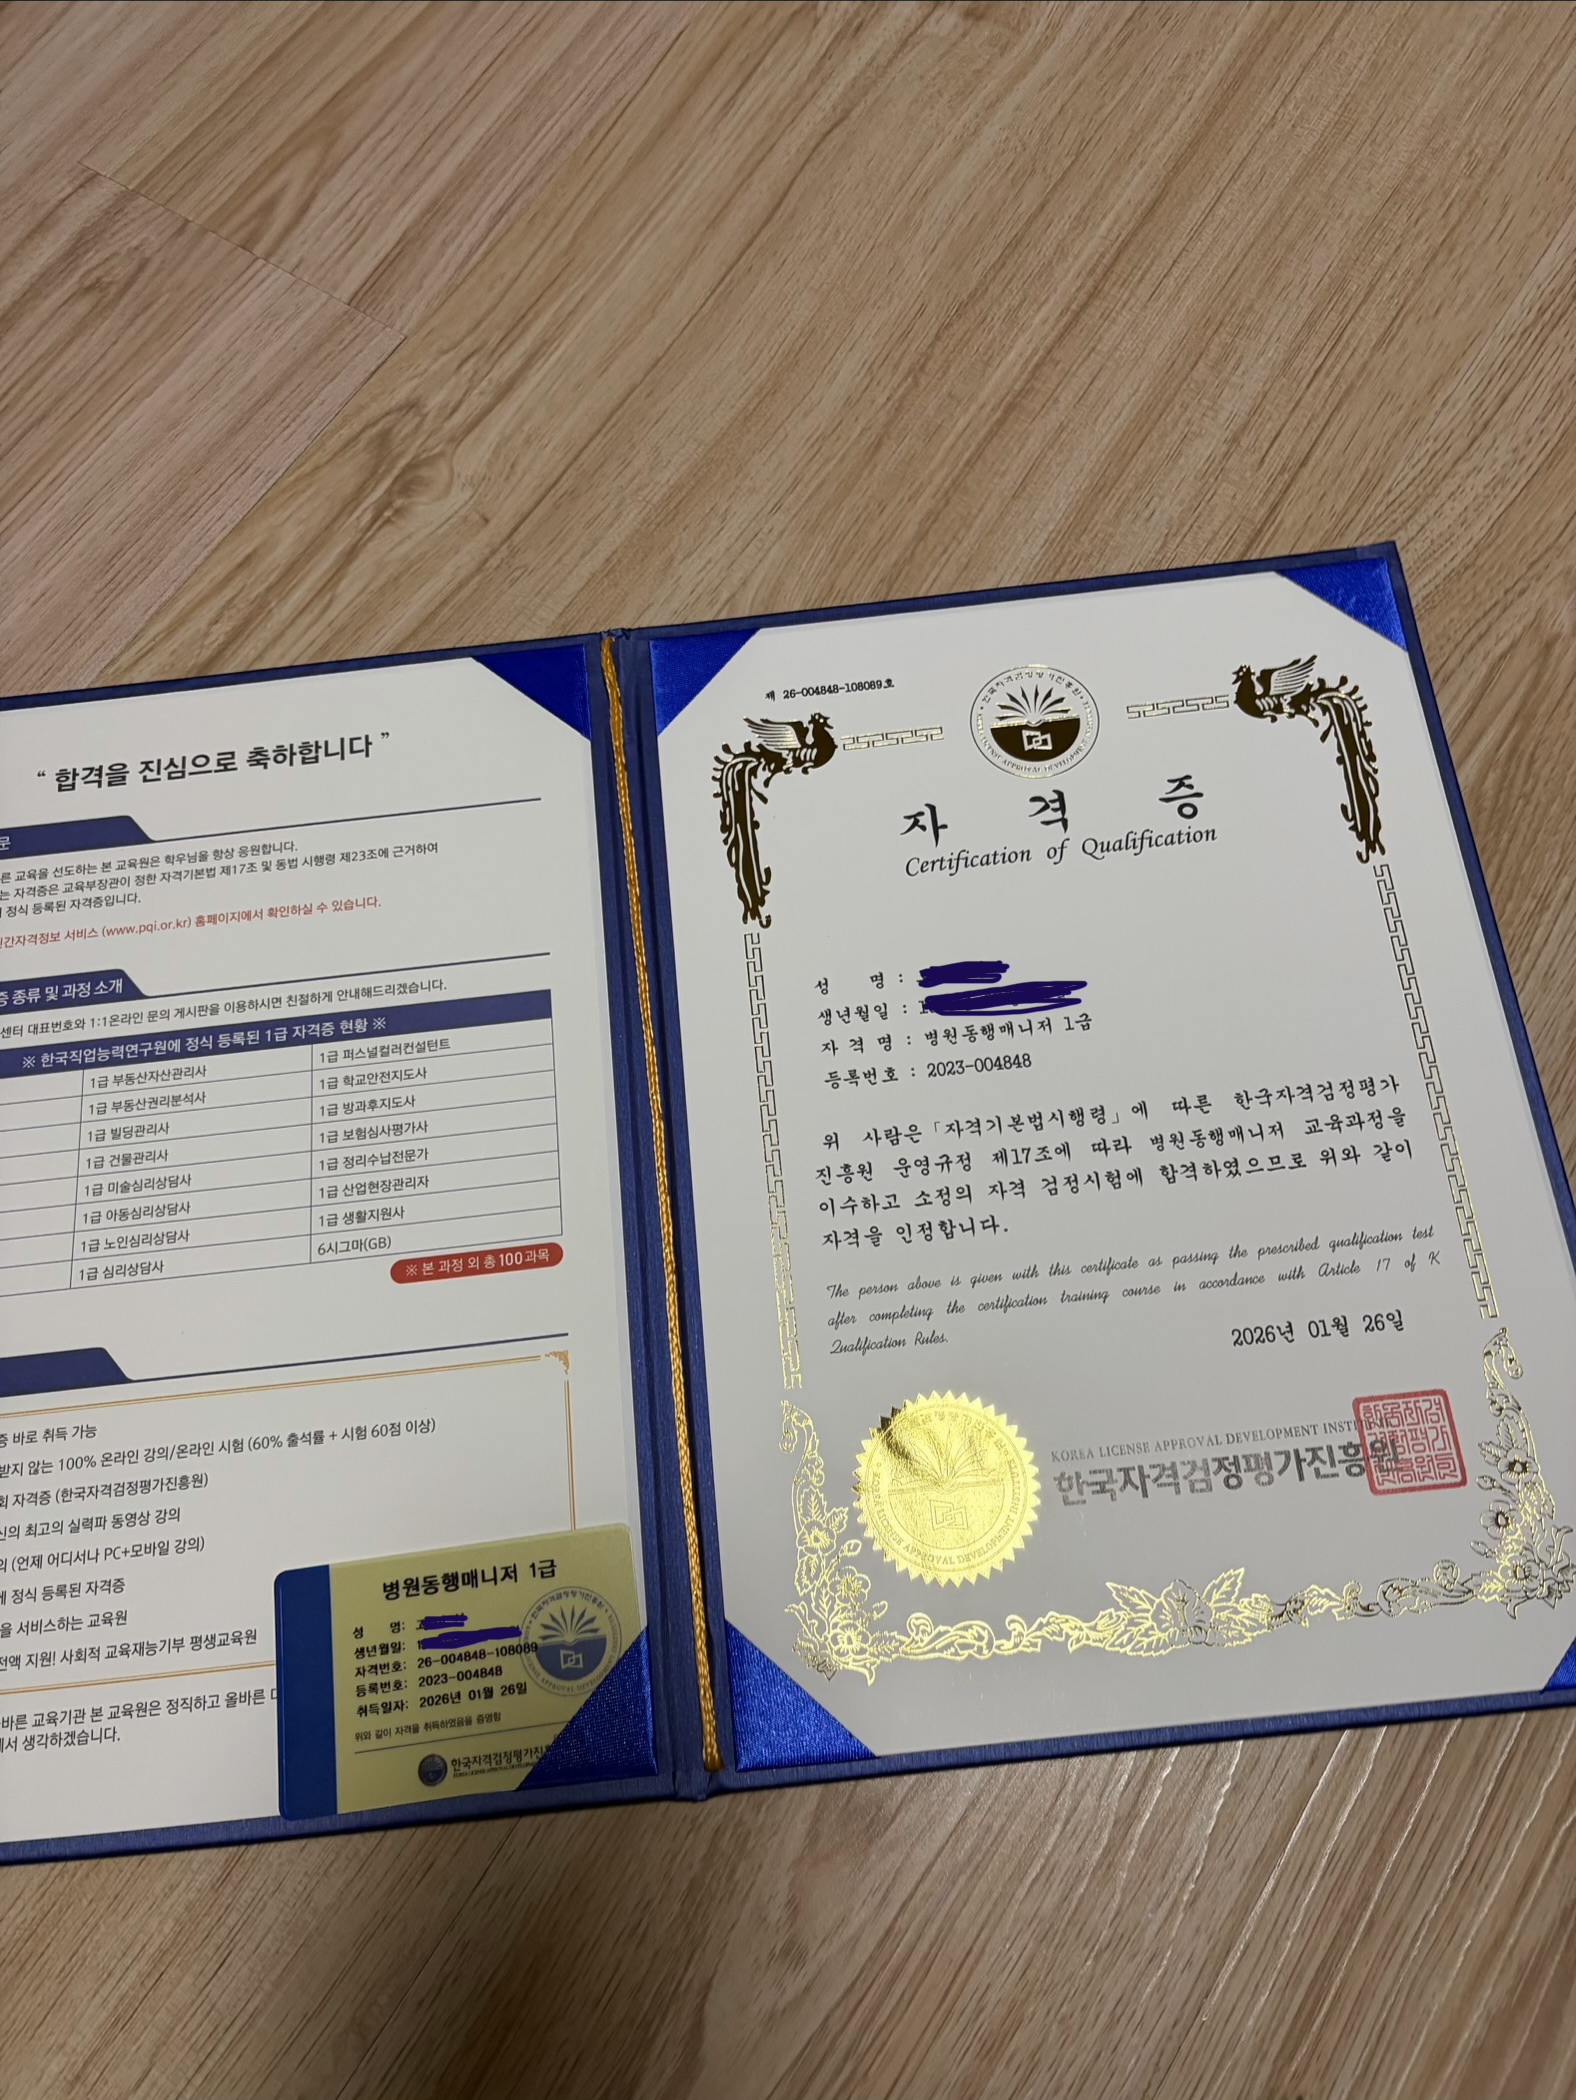 “ 합격을 진심으로 축하합니다 ”
른 교육을 선도하는 본 교육원은 학우님을 항상 응원합니다.
는 자격증은 교육부장관이 정한 자격기본법 제17조 및 동법 시행령 제23조에 근거하여
정식 등록된 자격증입니다.
간자격정보 서비스 (www.pqi.or.kr) 홈페이지에서 확인하실 수 있습니다.
증 종류 및 과정 소개
센터 대표번호와 1:1온라인 문의 게시판을 이용하시면 친절하게 안내해드리겠습니다.
※ 한국직업능력연구원에 정식 등록된 1급 자격증 현황 ※
1급 부동산자산관리사 1급 퍼스널컬러컨설턴트
1급 부동산권리분석사 1급 학교안전지도사
1급 빌딩관리사 1급 방과후지도사
1급 건물관리사 1급 보험심사평가사
1급 미술심리상담사 1급 정리수납전문가
1급 아동심리상담사 1급 산업현장관리자
1급 노인심리상담사 1급 생활지원사
1급 심리상담사 6시그마(GB)
※ 본 과정 외 총 100 과목
증 바로 취득 가능
받지 않는 100% 온라인 강의/온라인 시험 (60% 출석률 + 시험 60점 이상)
회 자격증 (한국자격검정평가진흥원)
신의 최고의 실력파 동영상 강의
의 (언제 어디서나 PC+모바일 강의)
에 정식 등록된 자격증
을 서비스하는 교육원
전액 지원! 사회적 교육재능기부 평생교육원
바른 교육기관 본 교육원은 정직하고 올바른
에서 생각하겠습니다.
병원동행매니저 1급
성 명:
생년월일:
자격번호: 26-004848-108089
등록번호: 2023-004848
취득일자: 2026년 01월 26일
위와 같이 자격을 취득하였음을 증명함
한국자격검정평가진
제 26-004848-108089호
자 격 증
Certification of Qualification
성 명 :
생년월일 :
자 격 명 : 병원동행매니저 1급
등록번호 : 2023-004848
위 사람은 「자격기본법시행령」에 따른 한국자격검정평가
진흥원 운영규정 제17조에 따라 병원동행매니저 교육과정을
이수하고 소정의 자격 검정시험에 합격하였으므로 위와 같이
자격을 인정합니다.
The person above is given with this certificate as passing the prescribed qualification test
after completing the certification training course in accordance with Article 17 of K
Qualification Rules.
2026년 01월 26일
KOREA LICENSE APPROVAL DEVELOPMENT INSTITUTE
한국자격검정평가진흥원